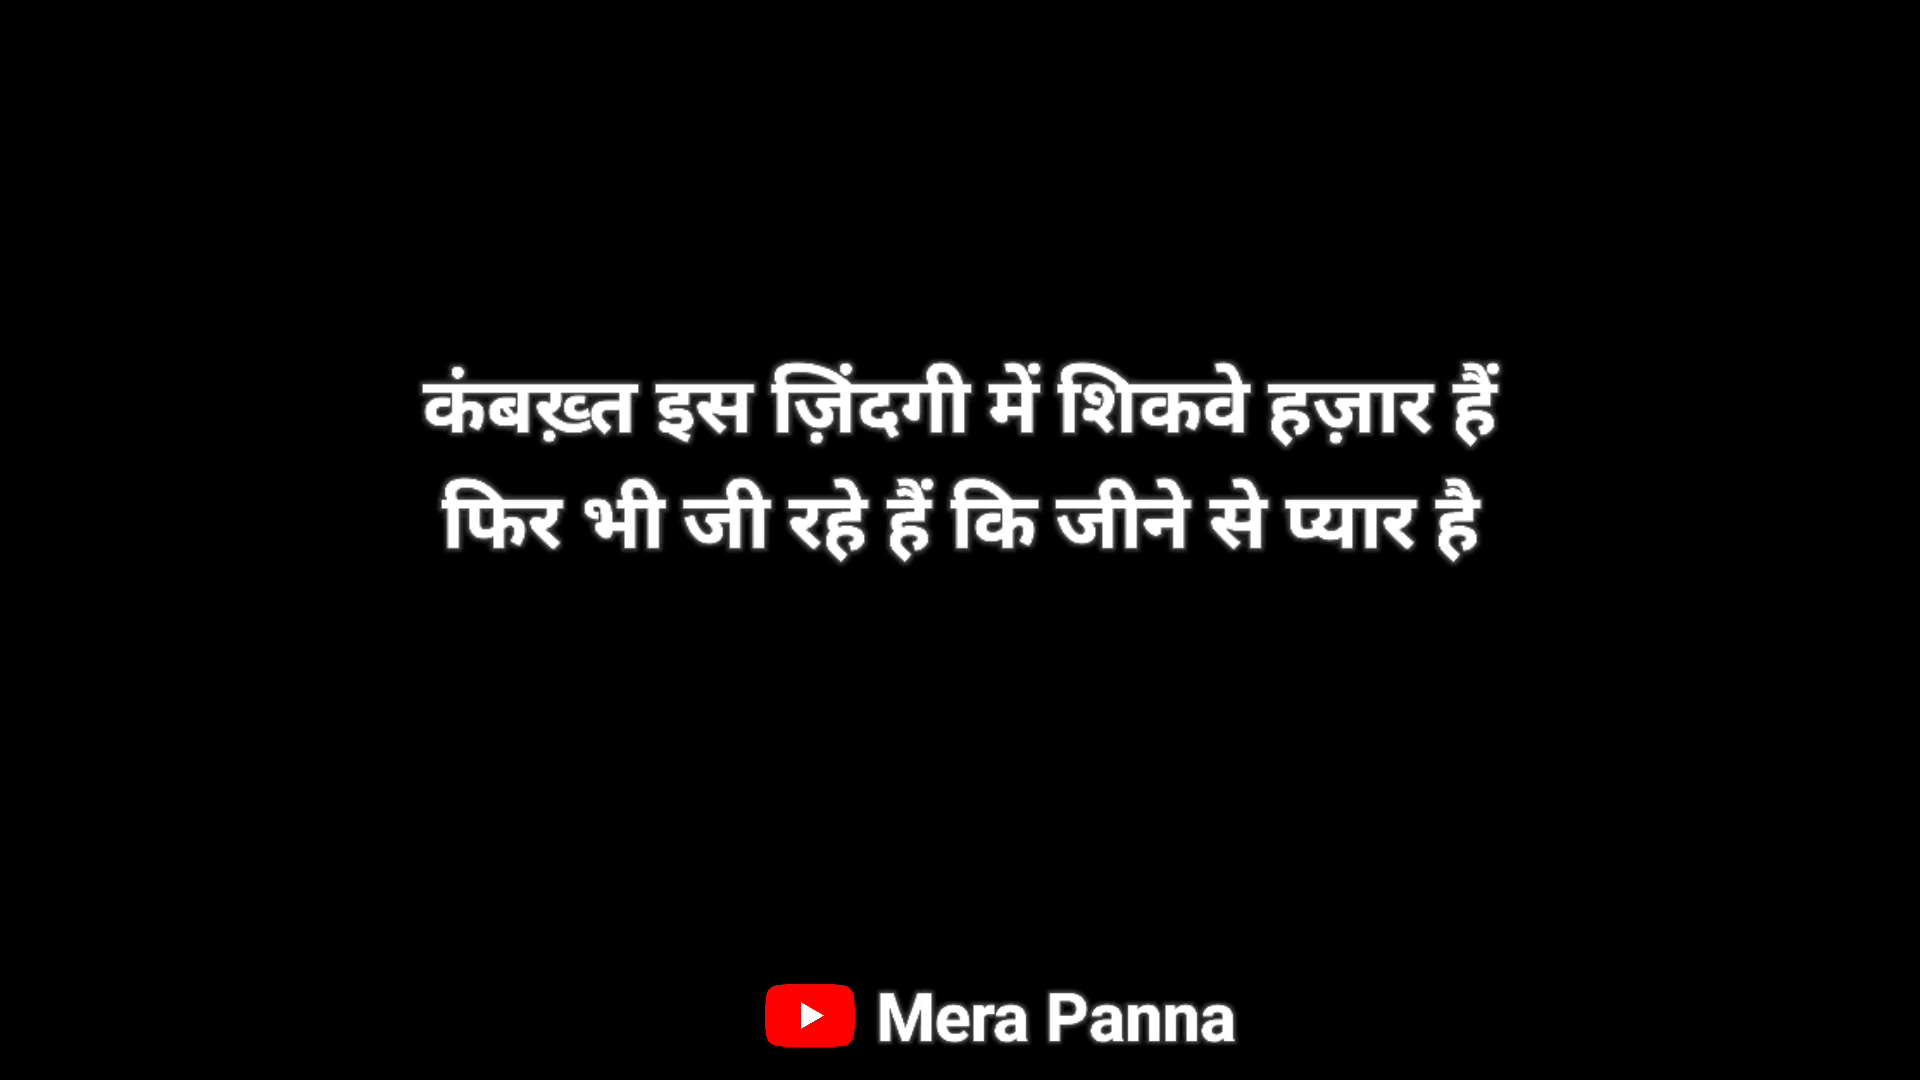 कंबख़्त इस ज़िंदगी में शिकवे हज़ार हैं
फिर भी जी रहे हैं कि जीने से प्यार है
Mera Panna